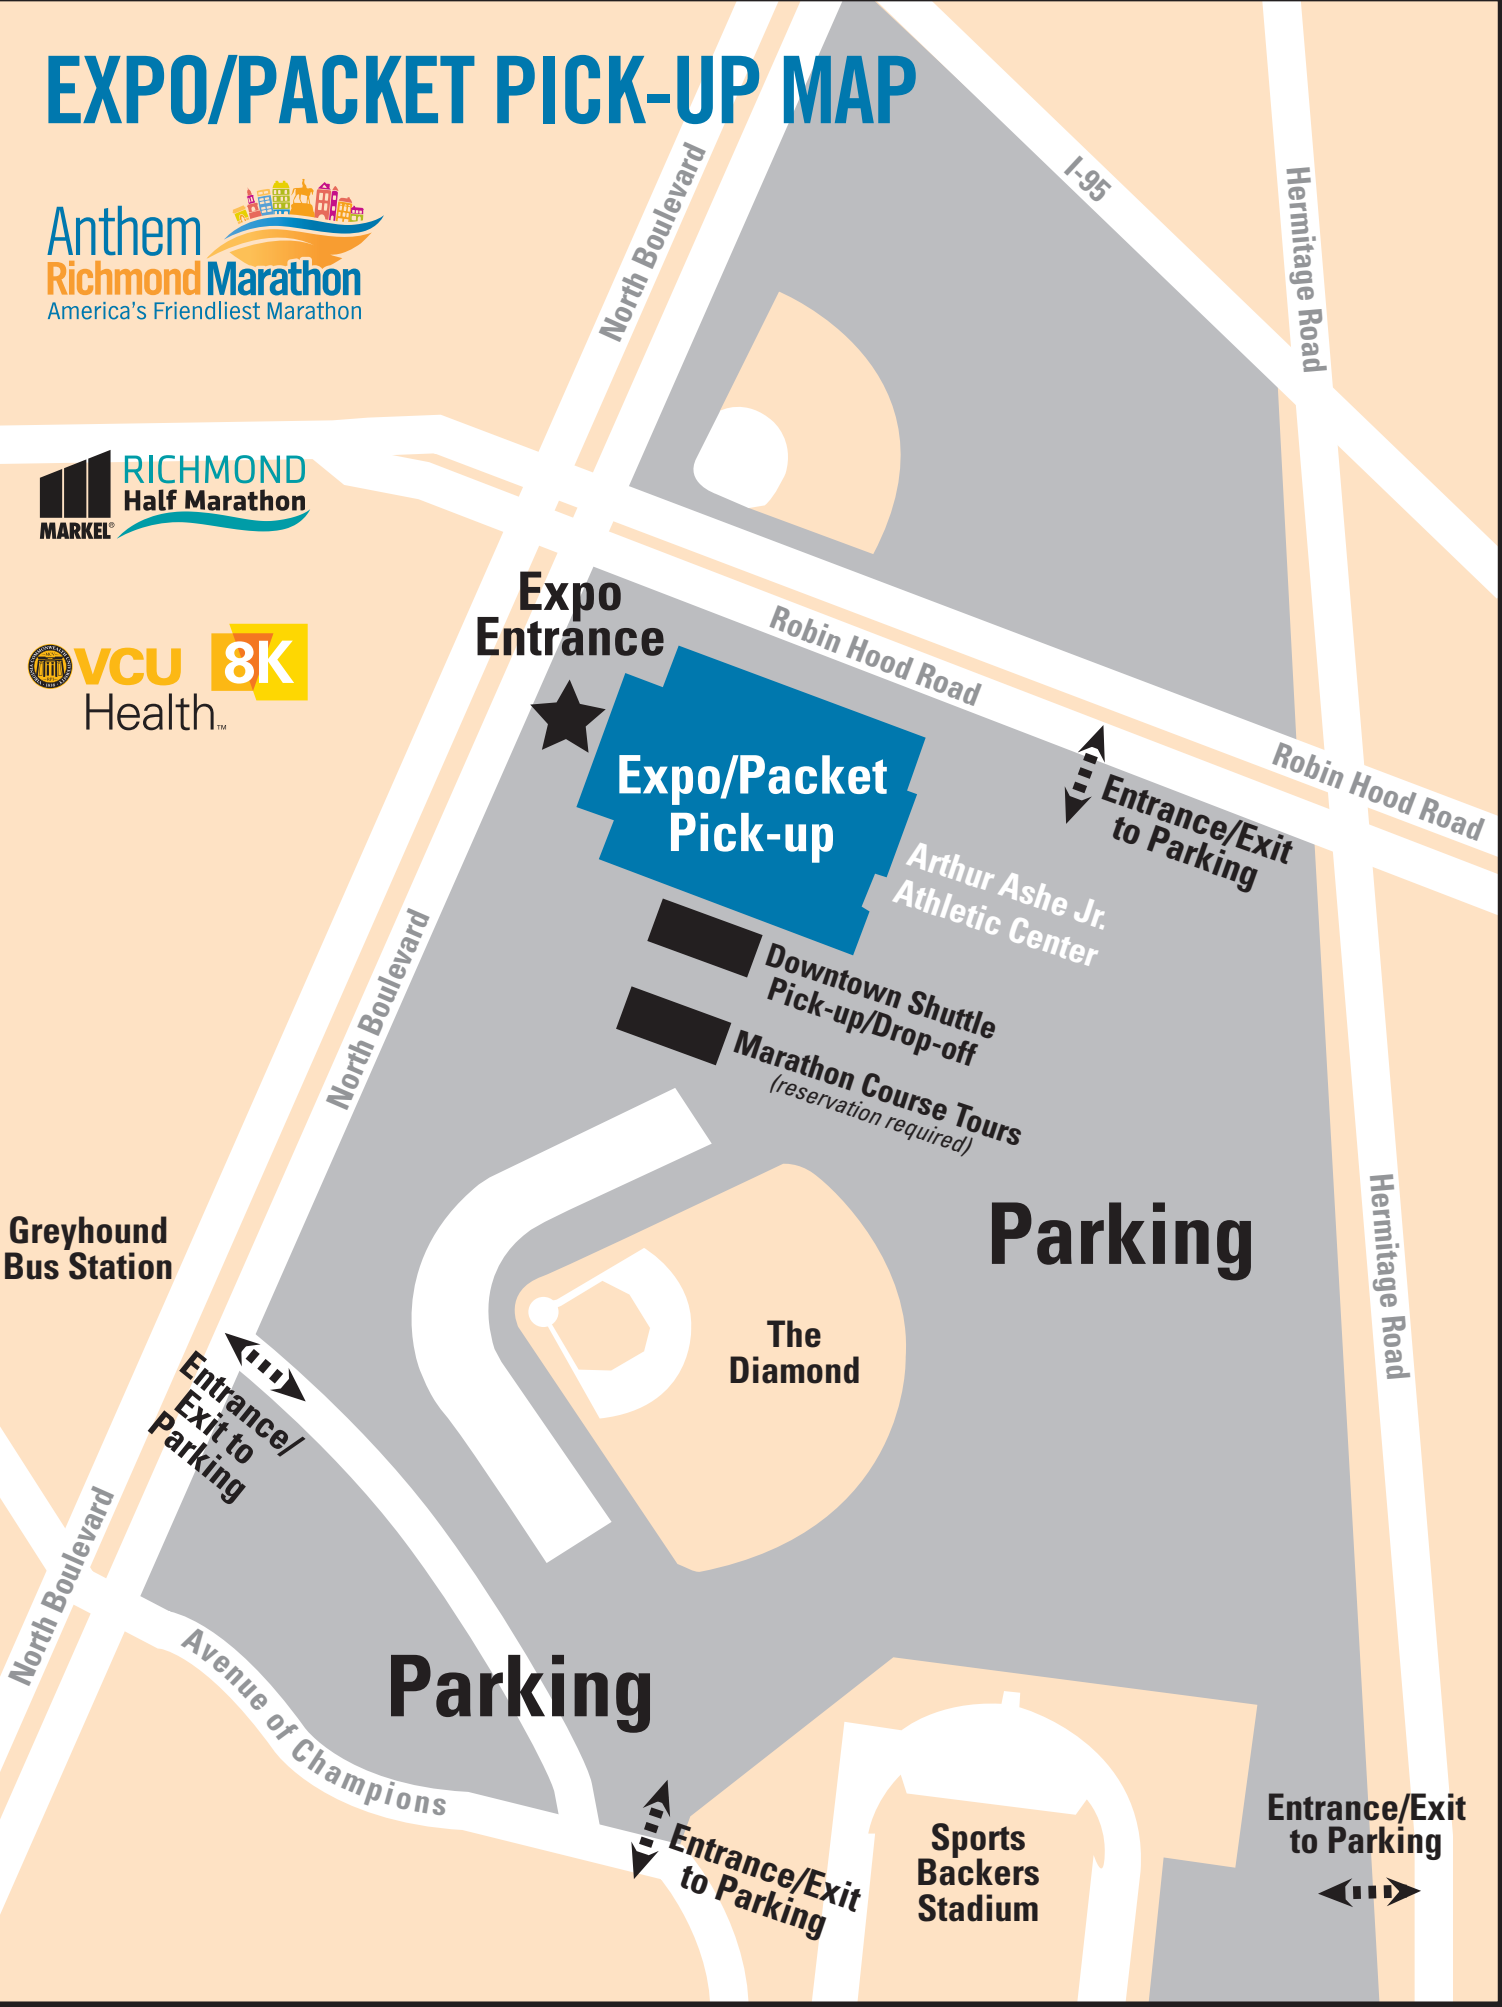 EXPO/PACKET PICK-UP MAP
Anthem
Richmond Marathon
America's Friendliest Marathon
North Boulevard
I-95
Hermitage Road
RICHMOND
Half Marathon
MARKEL®
VCU
Health™
8K
Expo
Entrance
Robin Hood Road
Robin Hood Road
Expo/Packet
Pick-up
Entrance/Exit
to Parking
Arthur Ashe Jr.
Athletic Center
North Boulevard
Downtown Shuttle
Pick-up/Drop-off
Marathon Course Tours
(reservation required)
Greyhound
Bus Station
Parking
Hermitage Road
The
Diamond
Entrance/
Exit to
Parking
North Boulevard
Avenue of Champions
Parking
Entrance/Exit
to Parking
Sports
Backers
Stadium
Entrance/Exit
to Parking